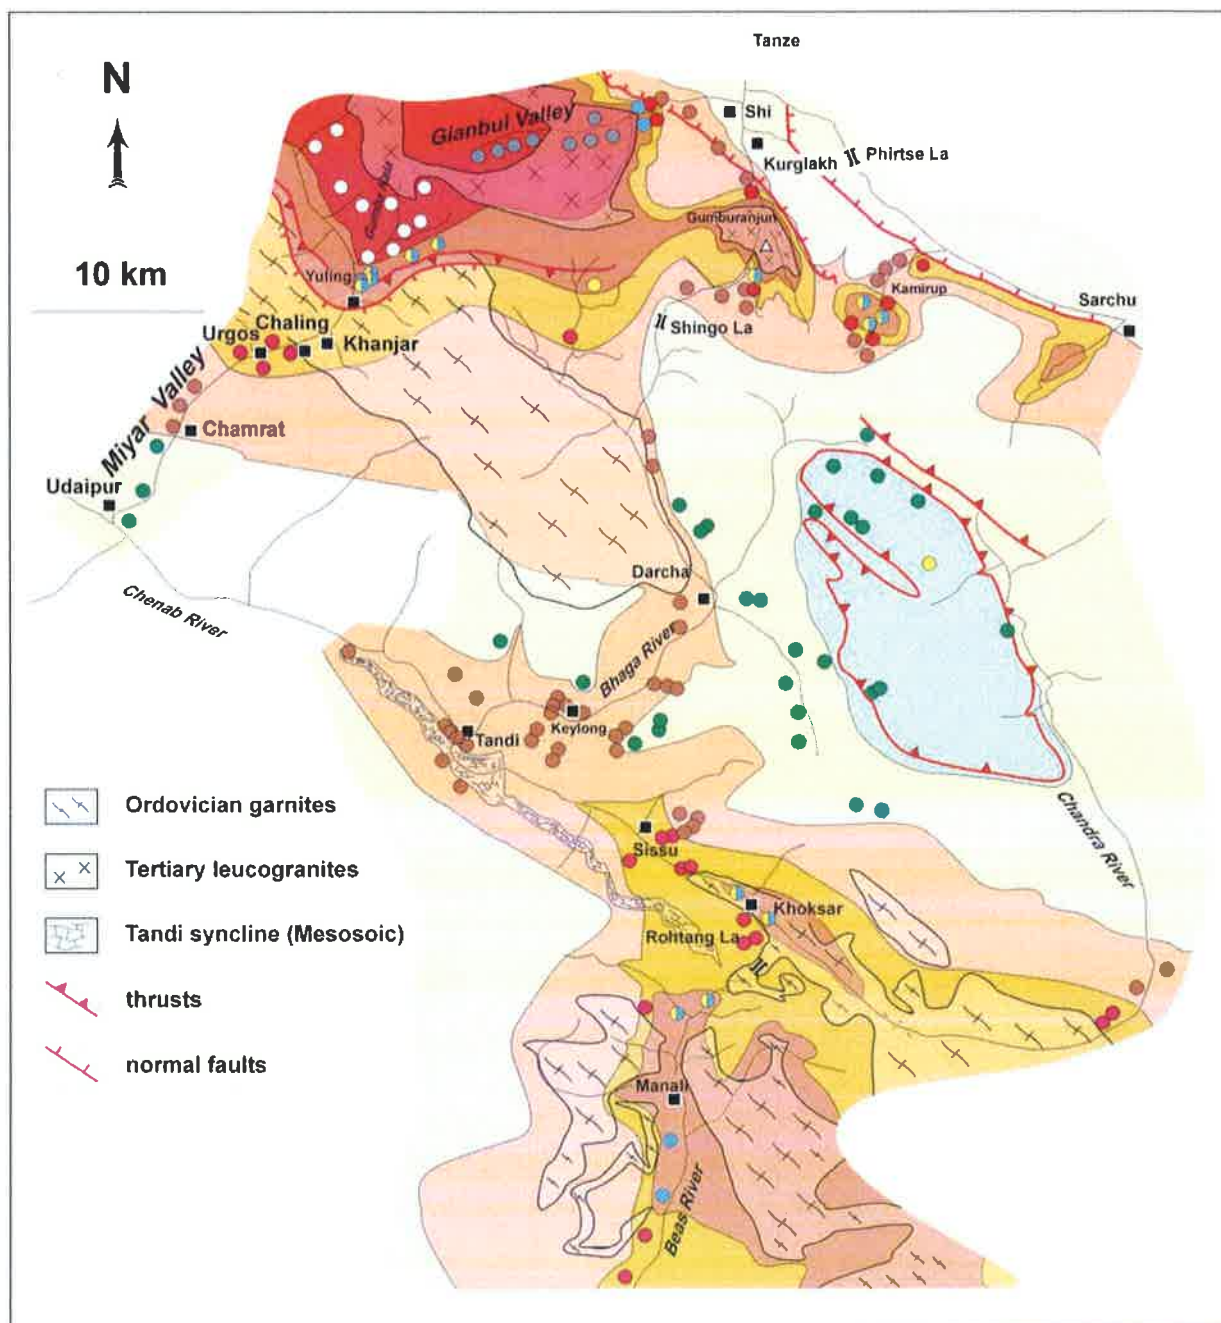 Tanze
N
Gianbul Valley
Shi
Kurglakh
Phirtse La
Gumburanjun
10 km
Yuling
Kamirup
Sarchu
Chaling
Urgos
Khanjar
Shingo La
Miyar Valley
Chamrat
Udaipur
Darcha
Chenab River
Bhaga River
Keylong
Tandi
Ordovician garnites
Chandra River
Sissu
Tertiary leucogranites
Khoksar
Tandi syncline (Mesosoic)
Rohtang La
thrusts
normal faults
Manali
Beas River